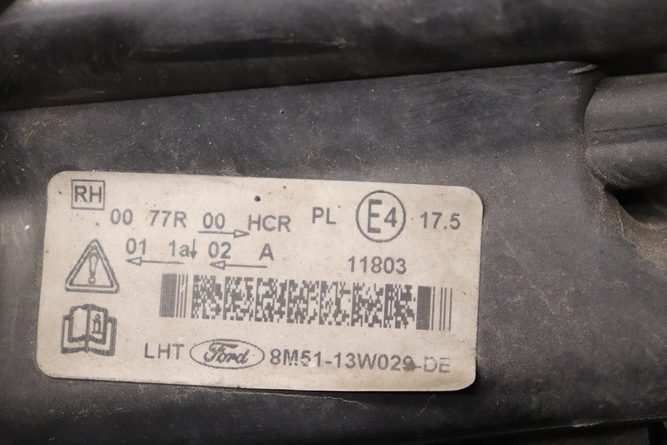 RH
00 77R 00 HCR PL E4 17.5
01 1a 02 A 11803
LHT Ford 8M51-13W029-DE